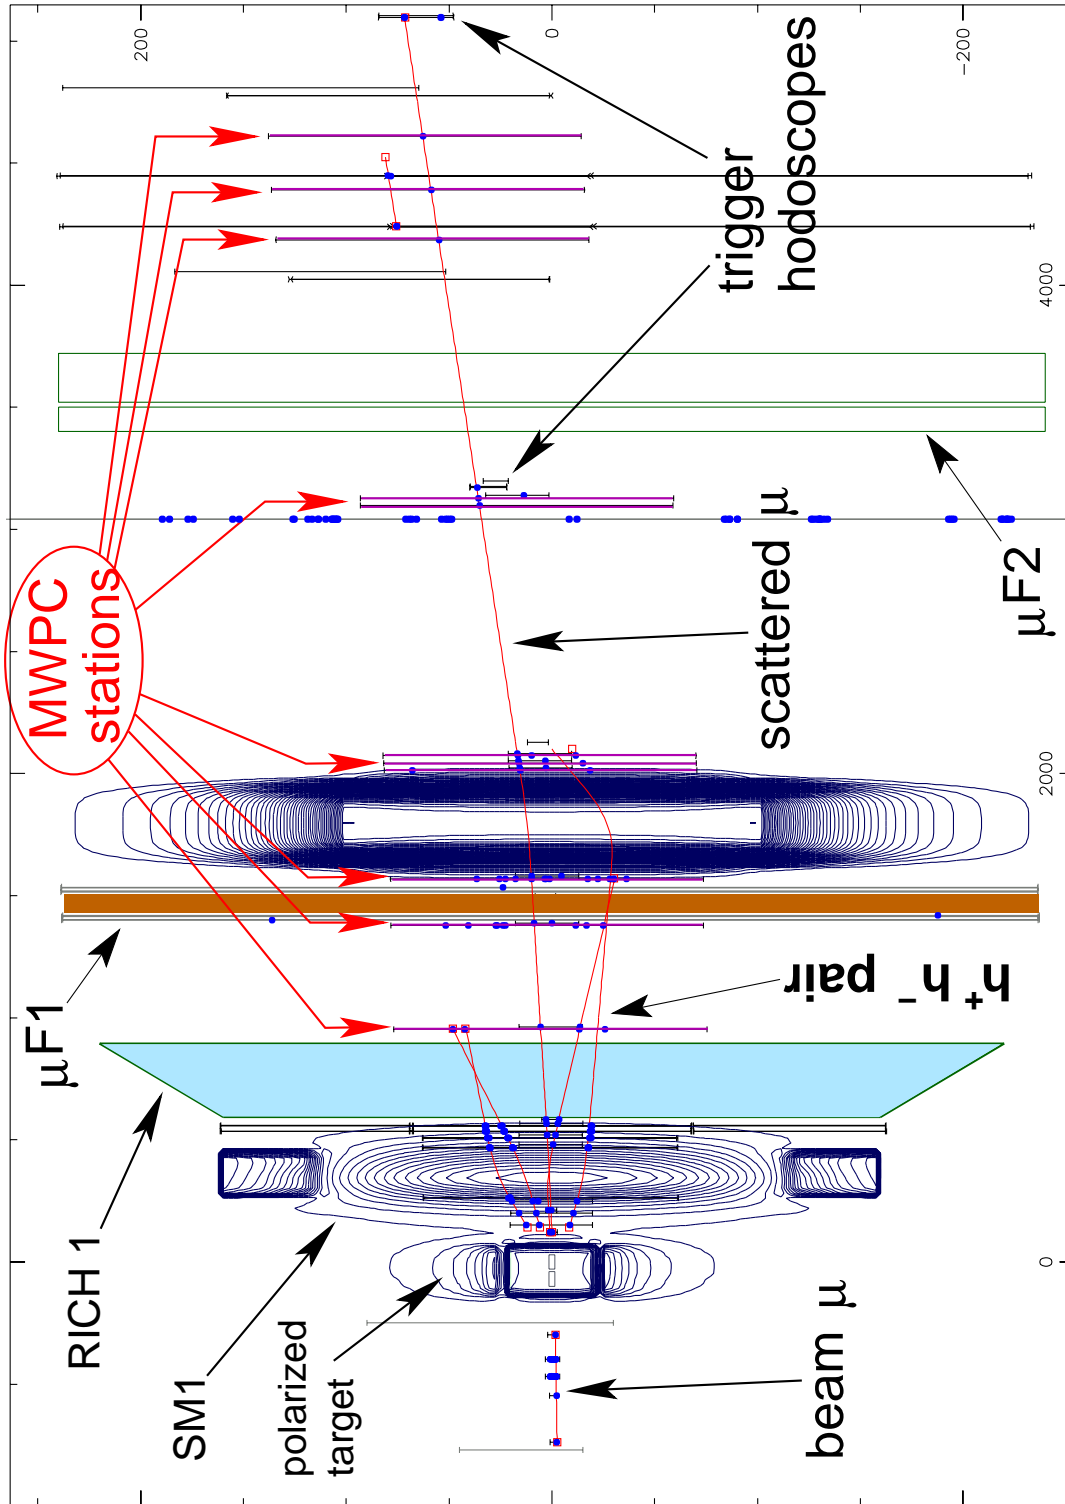 MWPC
stations
μF1
RICH 1
SM1
polarized
target
beam μ
h⁺ h⁻ pair
scattered μ
μF2
trigger
hodoscopes
200
0
−200
0
2000
4000